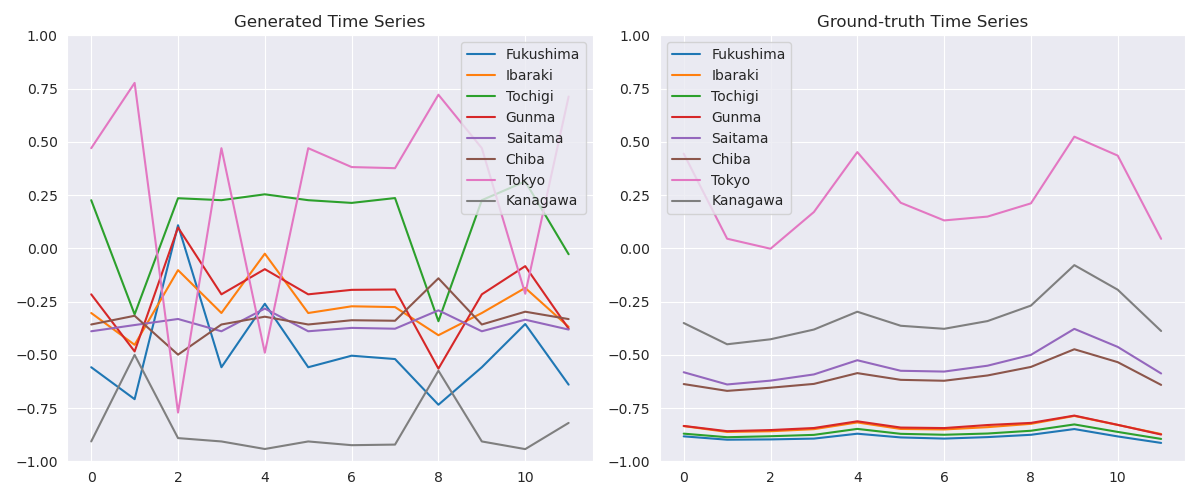 Generated Time Series
1.00
0.75
0.50
0.25
0.00
−0.25
−0.50
−0.75
−1.00
0
2
4
6
8
10
Fukushima
Ibaraki
Tochigi
Gunma
Saitama
Chiba
Tokyo
Kanagawa
Ground-truth Time Series
1.00
0.75
0.50
0.25
0.00
−0.25
−0.50
−0.75
−1.00
0
2
4
6
8
10
Fukushima
Ibaraki
Tochigi
Gunma
Saitama
Chiba
Tokyo
Kanagawa